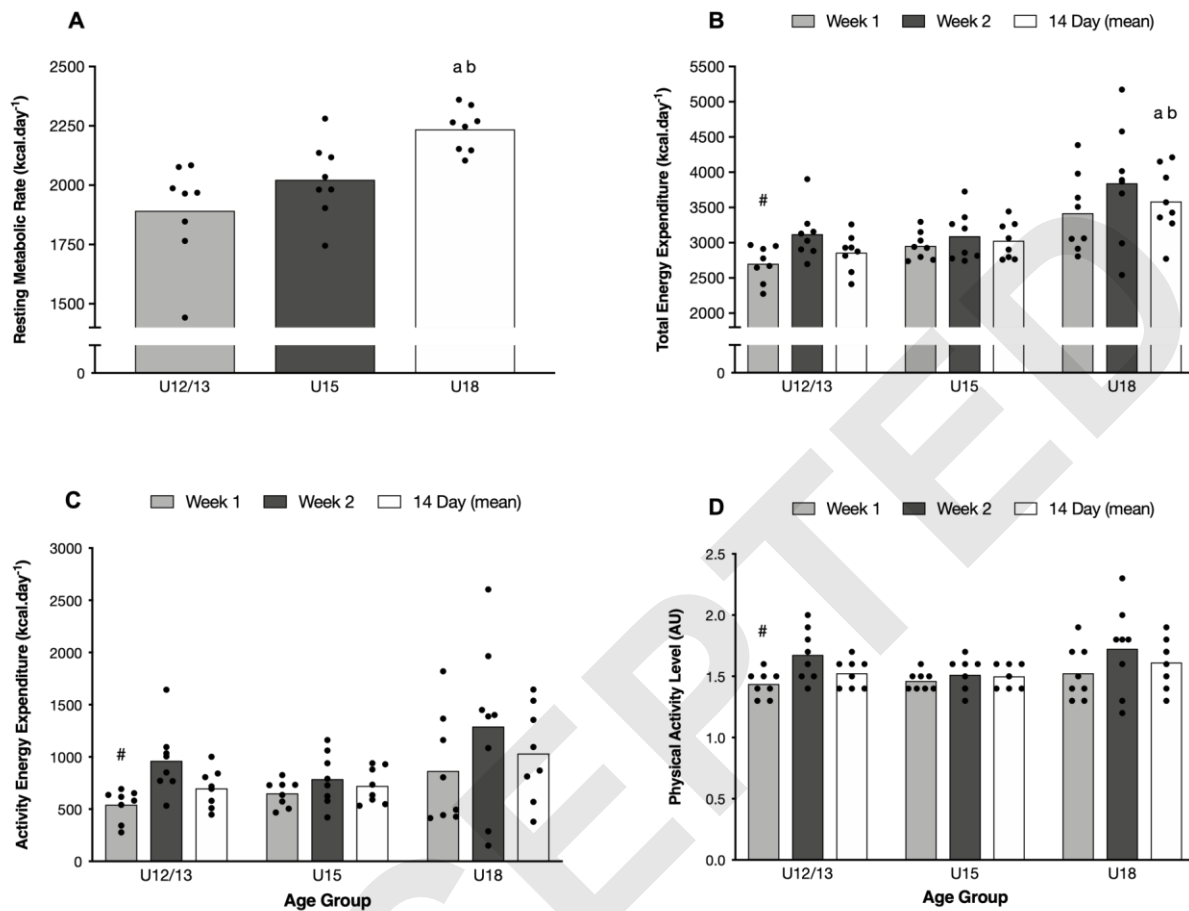 A
Resting Metabolic Rate (kcal.day⁻¹)
2500
2250
2000
1750
1500
0
a b
U12/13 U15 U18
B
Week 1 Week 2 14 Day (mean)
Total Energy Expenditure (kcal.day⁻¹)
5500
5000
4500
4000
3500
3000
2500
2000
0
#
a b
U12/13 U15 U18
C
Week 1 Week 2 14 Day (mean)
Activity Energy Expenditure (kcal.day⁻¹)
3000
2500
2000
1500
1000
500
0
#
U12/13 U15 U18
Age Group
D
Week 1 Week 2 14 Day (mean)
Physical Activity Level (AU)
2.5
2.0
1.5
1.0
0.5
0.0
#
U12/13 U15 U18
Age Group
CEPTED